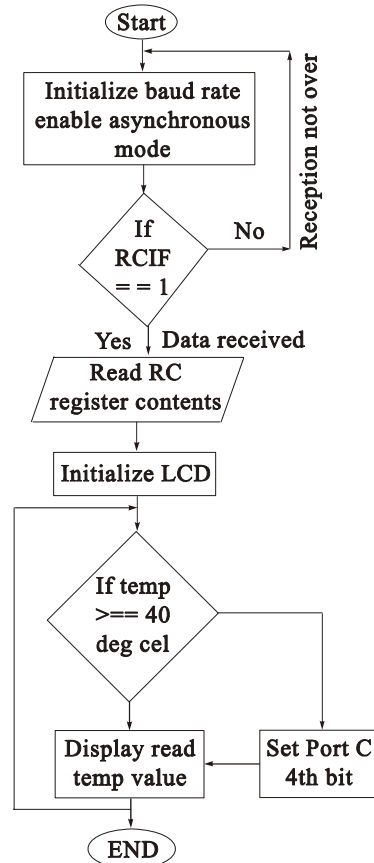 Start
Initialize baud rate
enable asynchronous
mode
Reception not over
If
RCIF
= = 1
No
Yes
Data received
Read RC
register contents
Initialize LCD
If temp
>== 40
deg cel
Display read
temp value
Set Port C
4th bit
END